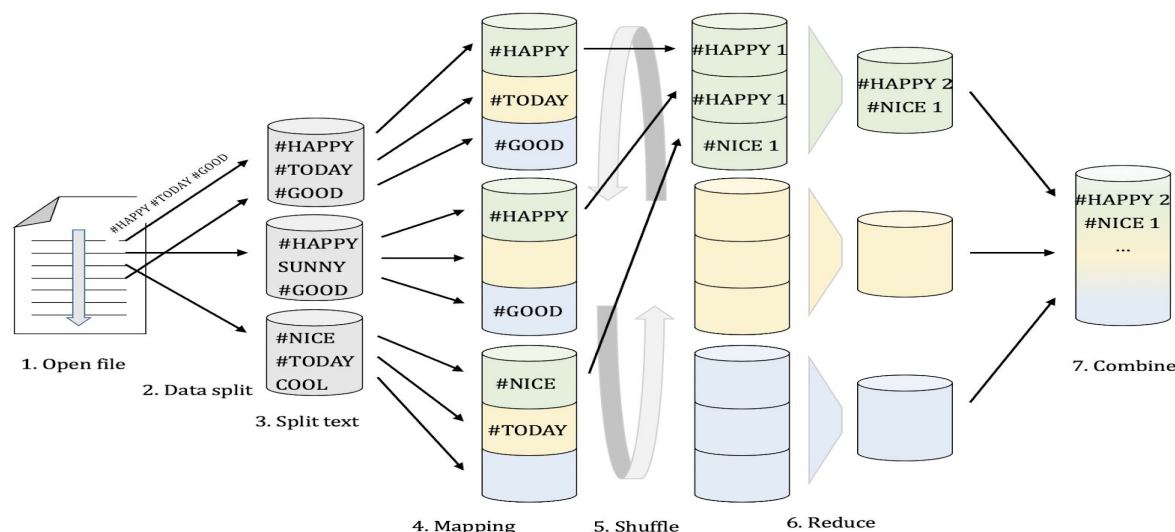 #HAPPY #TODAY #GOOD
1. Open file
2. Data split
#HAPPY
#TODAY
#GOOD
#HAPPY
SUNNY
#GOOD
#NICE
#TODAY
COOL
3. Split text
#HAPPY
#TODAY
#GOOD
#HAPPY
#GOOD
#NICE
#TODAY
4. Mapping
5. Shuffle
#HAPPY 1
#HAPPY 1
#NICE 1
6. Reduce
#HAPPY 2
#NICE 1
#HAPPY 2
#NICE 1
...
7. Combine